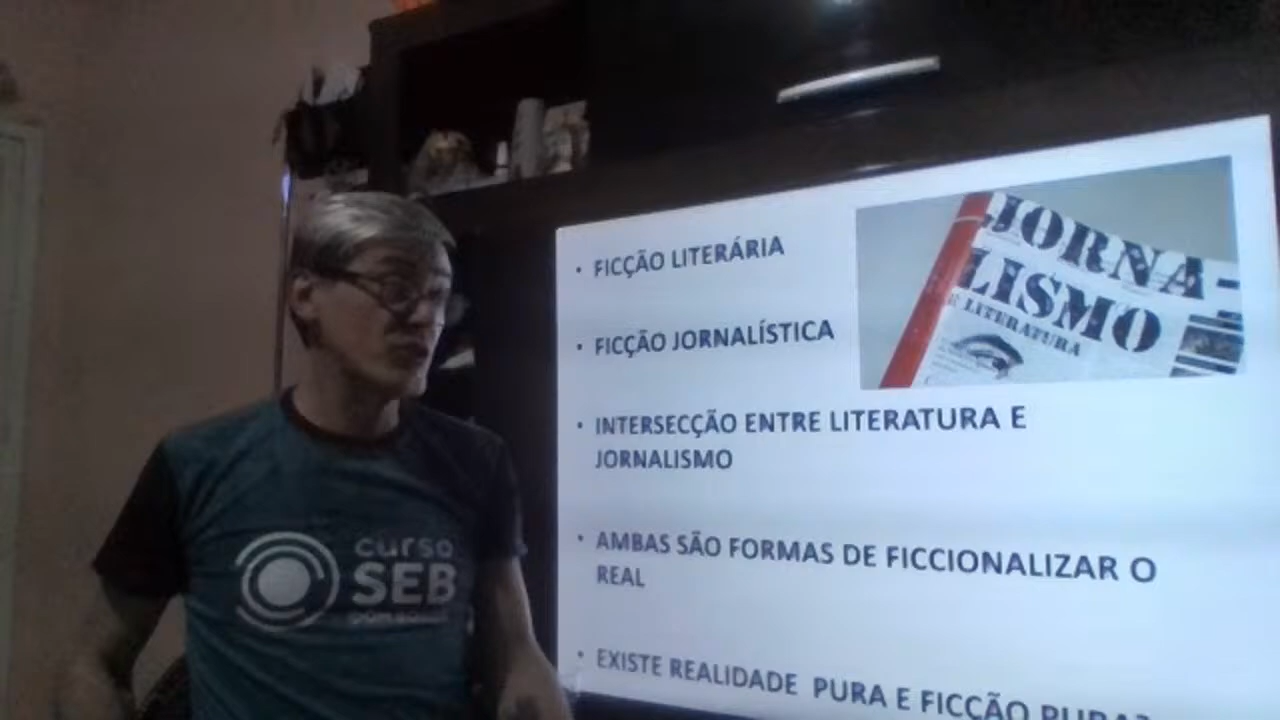 • FICÇÃO LITERÁRIA
• FICÇÃO JORNALÍSTICA
JORNA-
LISMO
E LITERATURA
• INTERSECÇÃO ENTRE LITERATURA E
JORNALISMO
• AMBAS SÃO FORMAS DE FICCIONALIZAR O
REAL
• EXISTE REALIDADE PURA E FICÇÃO PURA?
curso
SEB